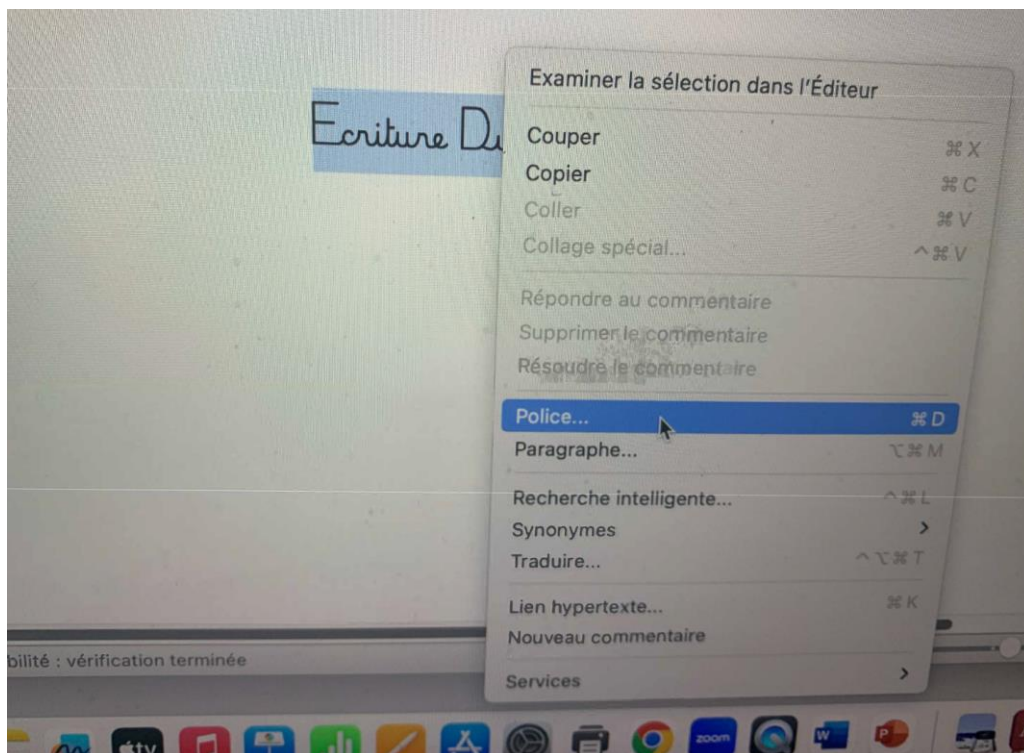 Examiner la sélection dans l'Éditeur
Ecriture
Couper ⌘ X
Copier ⌘ C
Coller ⌘ V
Collage spécial... ^ ⌘ V
Répondre au commentaire
Supprimer le commentaire
Résoudre le commentaire
Police... ⌘ D
Paragraphe... ⌥ ⌘ M
Recherche intelligente... ^ ⌘ L
Synonymes >
Traduire... ^ ⌥ ⌘ T
Lien hypertexte... ⌘ K
Nouveau commentaire
bilité : vérification terminée
Services >
tv
zoom
W
P